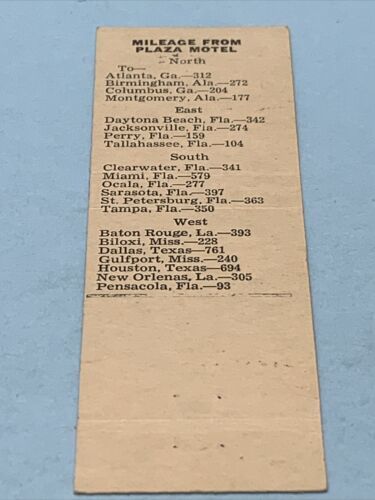 MILEAGE FROM
PLAZA MOTEL
North
To—
Atlanta, Ga.—312
Birmingham, Ala.—272
Columbus, Ga.—204
Montgomery, Ala.—177
East
Daytona Beach, Fla.—342
Jacksonville, Fla.—274
Perry, Fla.—159
Tallahassee, Fla.—104
South
Clearwater, Fla.—341
Miami, Fla.—579
Ocala, Fla.—277
Sarasota, Fla.—397
St. Petersburg, Fla.—363
Tampa, Fla.—350
West
Baton Rouge, La.—393
Biloxi, Miss.—228
Dallas, Texas—761
Gulfport, Miss.—240
Houston, Texas—694
New Orlenas, La.—305
Pensacola, Fla.—93